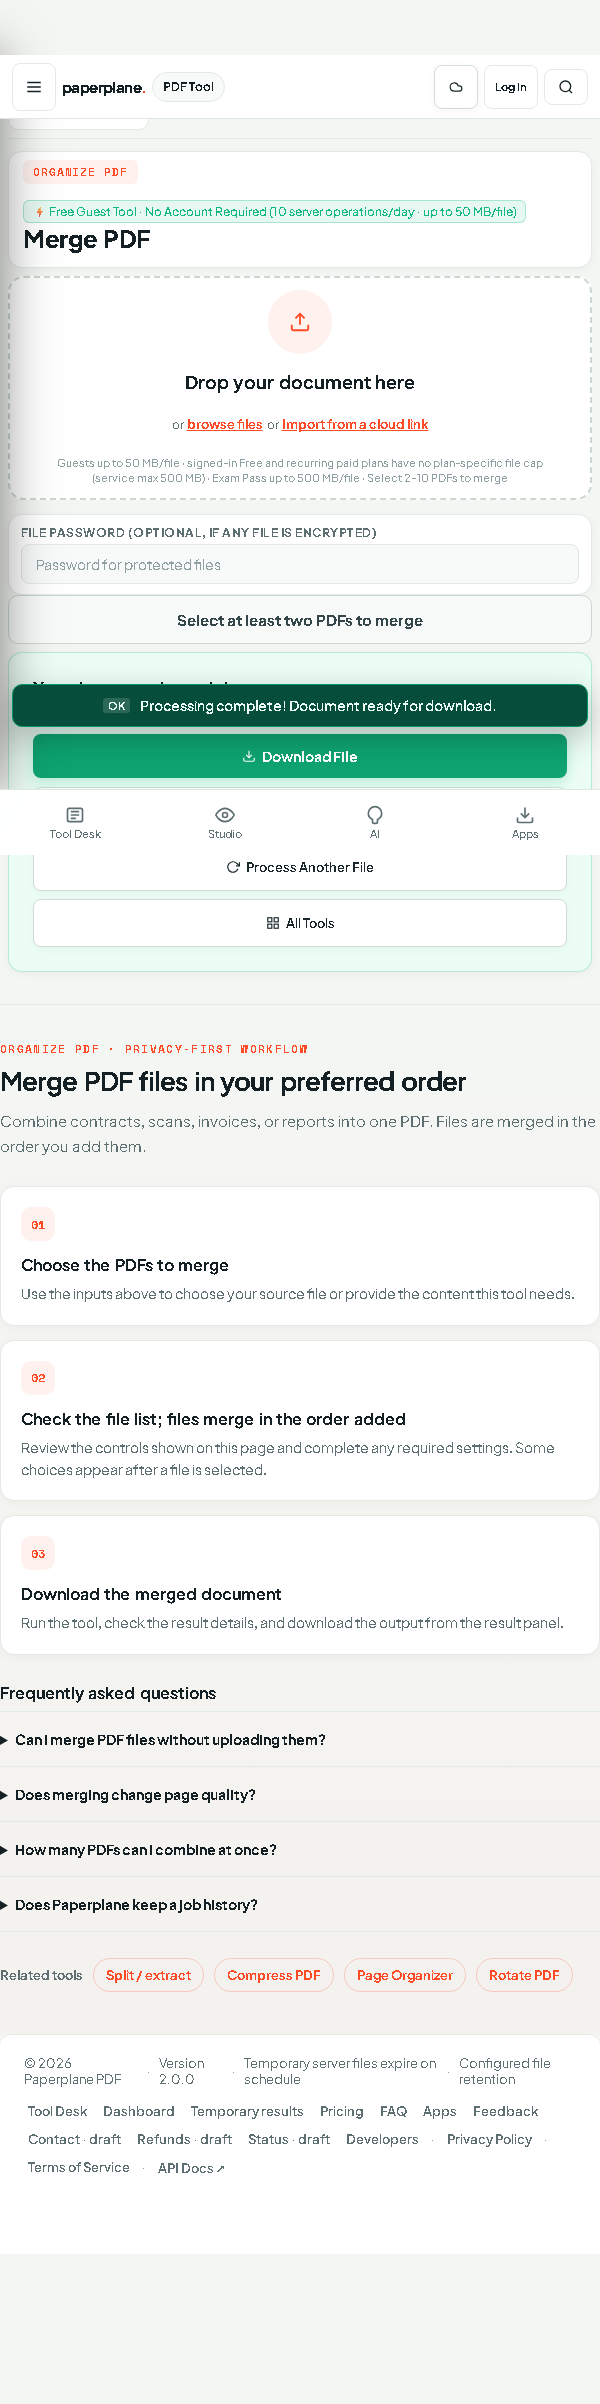 paperplane.
PDF Tool
Log in
ORGANIZE PDF
Free Guest Tool · No Account Required (10 server operations/day · up to 50 MB/file)
Merge PDF
Drop your document here
or browse files or Import from a cloud link
Guests up to 50 MB/file · signed-in Free and recurring paid plans have no plan-specific file cap
(service max 500 MB) · Exam Pass up to 500 MB/file · Select 2-10 PDFs to merge
FILE PASSWORD (OPTIONAL, IF ANY FILE IS ENCRYPTED)
Password for protected files
Select at least two PDFs to merge
OK Processing complete! Document ready for download.
Download File
Tool Desk
Studio
AI
Apps
Process Another File
All Tools
ORGANIZE PDF · PRIVACY-FIRST WORKFLOW
Merge PDF files in your preferred order
Combine contracts, scans, invoices, or reports into one PDF. Files are merged in the
order you add them.
01
Choose the PDFs to merge
Use the inputs above to choose your source file or provide the content this tool needs.
02
Check the file list; files merge in the order added
Review the controls shown on this page and complete any required settings. Some
choices appear after a file is selected.
03
Download the merged document
Run the tool, check the result details, and download the output from the result panel.
Frequently asked questions
Can I merge PDF files without uploading them?
Does merging change page quality?
How many PDFs can I combine at once?
Does Paperplane keep a job history?
Related tools
Split / extract
Compress PDF
Page Organizer
Rotate PDF
© 2026
Paperplane PDF
·
Version
2.0.0
·
Temporary server files expire on
schedule
·
Configured file
retention
Tool Desk Dashboard Temporary results Pricing FAQ Apps Feedback
Contact · draft Refunds · draft Status · draft Developers · Privacy Policy ·
Terms of Service · API Docs ↗